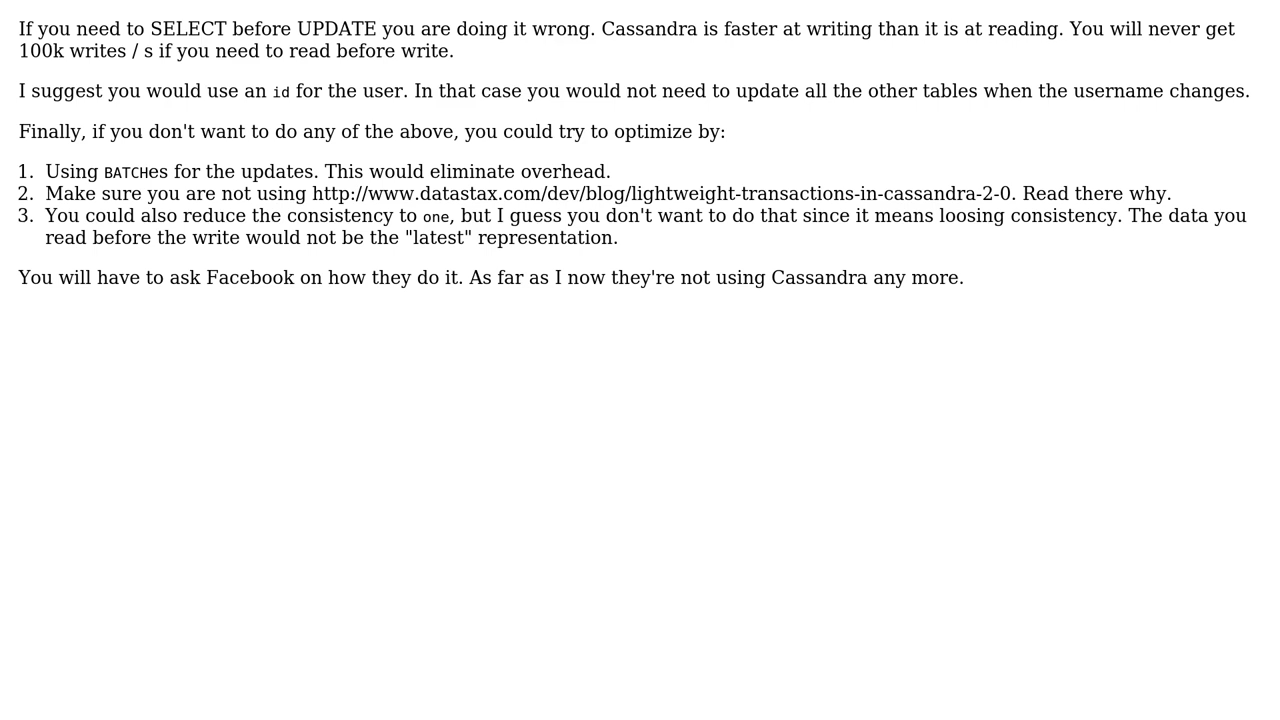 If you need to SELECT before UPDATE you are doing it wrong. Cassandra is faster at writing than it is at reading. You will never get
100k writes / s if you need to read before write.
I suggest you would use an id for the user. In that case you would not need to update all the other tables when the username changes.
Finally, if you don't want to do any of the above, you could try to optimize by:
1. Using BATCHes for the updates. This would eliminate overhead.
2. Make sure you are not using http://www.datastax.com/dev/blog/lightweight-transactions-in-cassandra-2-0. Read there why.
3. You could also reduce the consistency to one, but I guess you don't want to do that since it means loosing consistency. The data you
read before the write would not be the "latest" representation.
You will have to ask Facebook on how they do it. As far as I now they're not using Cassandra any more.